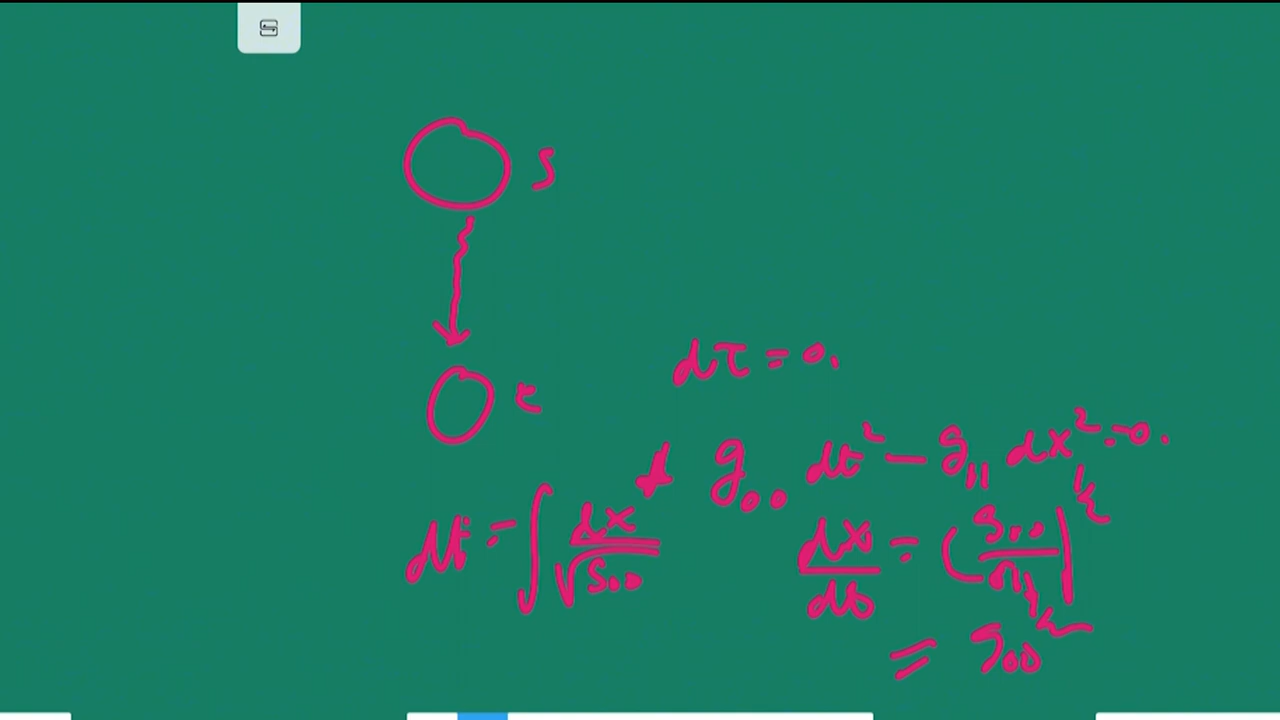 S
dτ = 0.
τ
g₀₀ dt² - g₁₁ dx² = 0.
dt = ∫ dx / √g₀₀
dx / dt = (g₀₀ / g₁₁)^½
= g₀₀^½